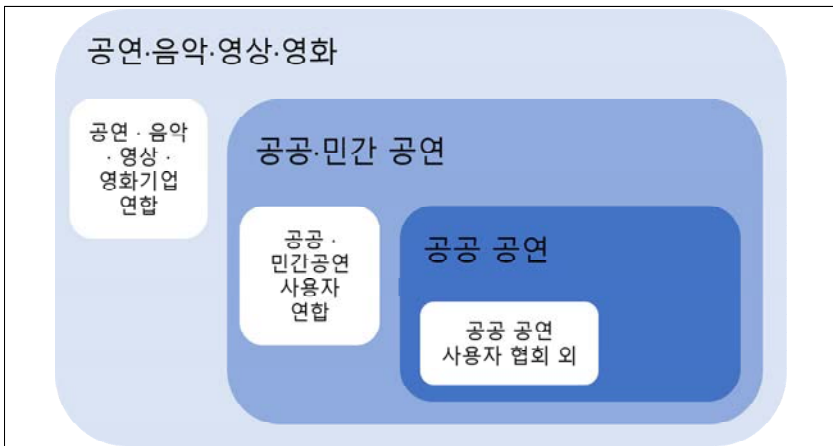 공연·음악·영상·영화
공연 · 음악
· 영상 ·
영화기업
연합
공공·민간 공연
공공 ·
민간공연
사용자
연합
공공 공연
공공 공연
사용자 협회 외